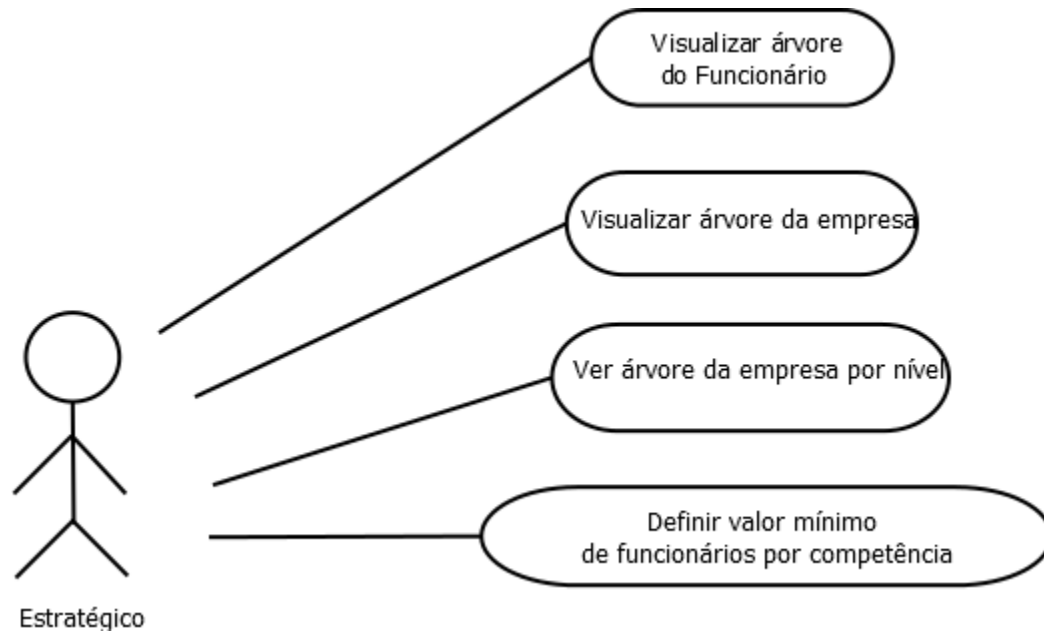 Visualizar árvore
do Funcionário
Visualizar árvore da empresa
Ver árvore da empresa por nível
Definir valor mínimo
de funcionários por competência
Estratégico